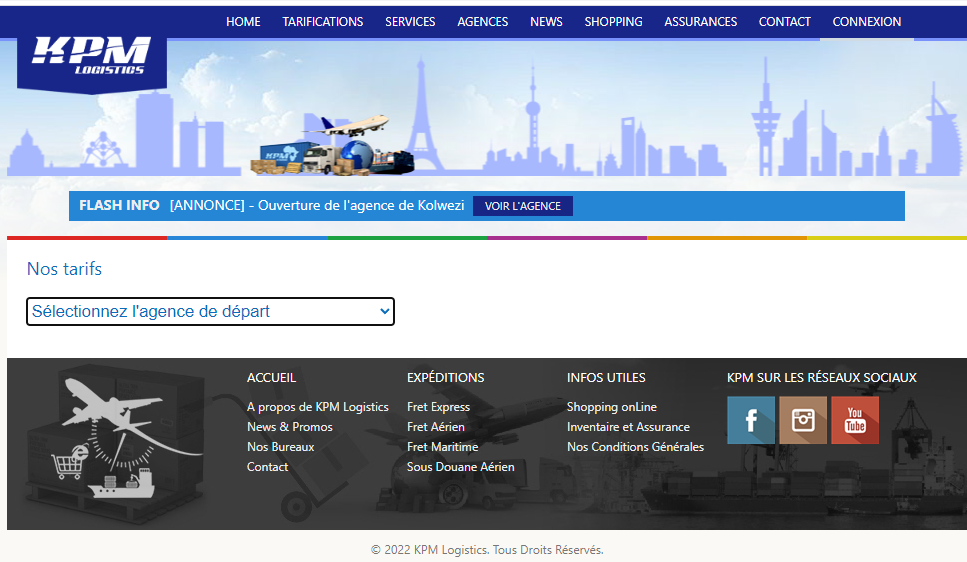 HOME TARIFICATIONS SERVICES AGENCES NEWS SHOPPING ASSURANCES CONTACT CONNEXION
KPM
LOGISTICS
KPM
FLASH INFO [ANNONCE] - Ouverture de l'agence de Kolwezi VOIR L'AGENCE
Nos tarifs
Sélectionnez l'agence de départ
ACCUEIL
A propos de KPM Logistics
News & Promos
Nos Bureaux
Contact
EXPÉDITIONS
Fret Express
Fret Aérien
Fret Maritime
Sous Douane Aérien
INFOS UTILES
Shopping onLine
Inventaire et Assurance
Nos Conditions Générales
KPM SUR LES RÉSEAUX SOCIAUX
f
You
Tube
© 2022 KPM Logistics. Tous Droits Réservés.